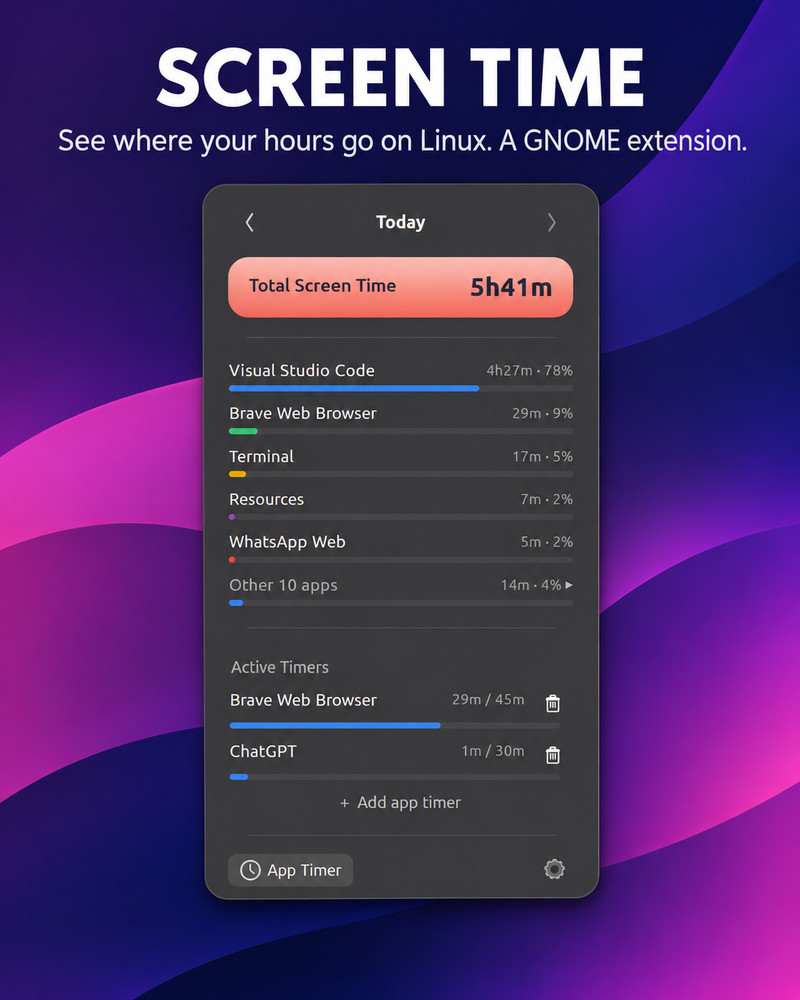 SCREEN TIME
See where your hours go on Linux. A GNOME extension.
Today
Total Screen Time 5h41m
Visual Studio Code 4h27m · 78%
Brave Web Browser 29m · 9%
Terminal 17m · 5%
Resources 7m · 2%
WhatsApp Web 5m · 2%
Other 10 apps 14m · 4%
Active Timers
Brave Web Browser 29m / 45m
ChatGPT 1m / 30m
+ Add app timer
App Timer